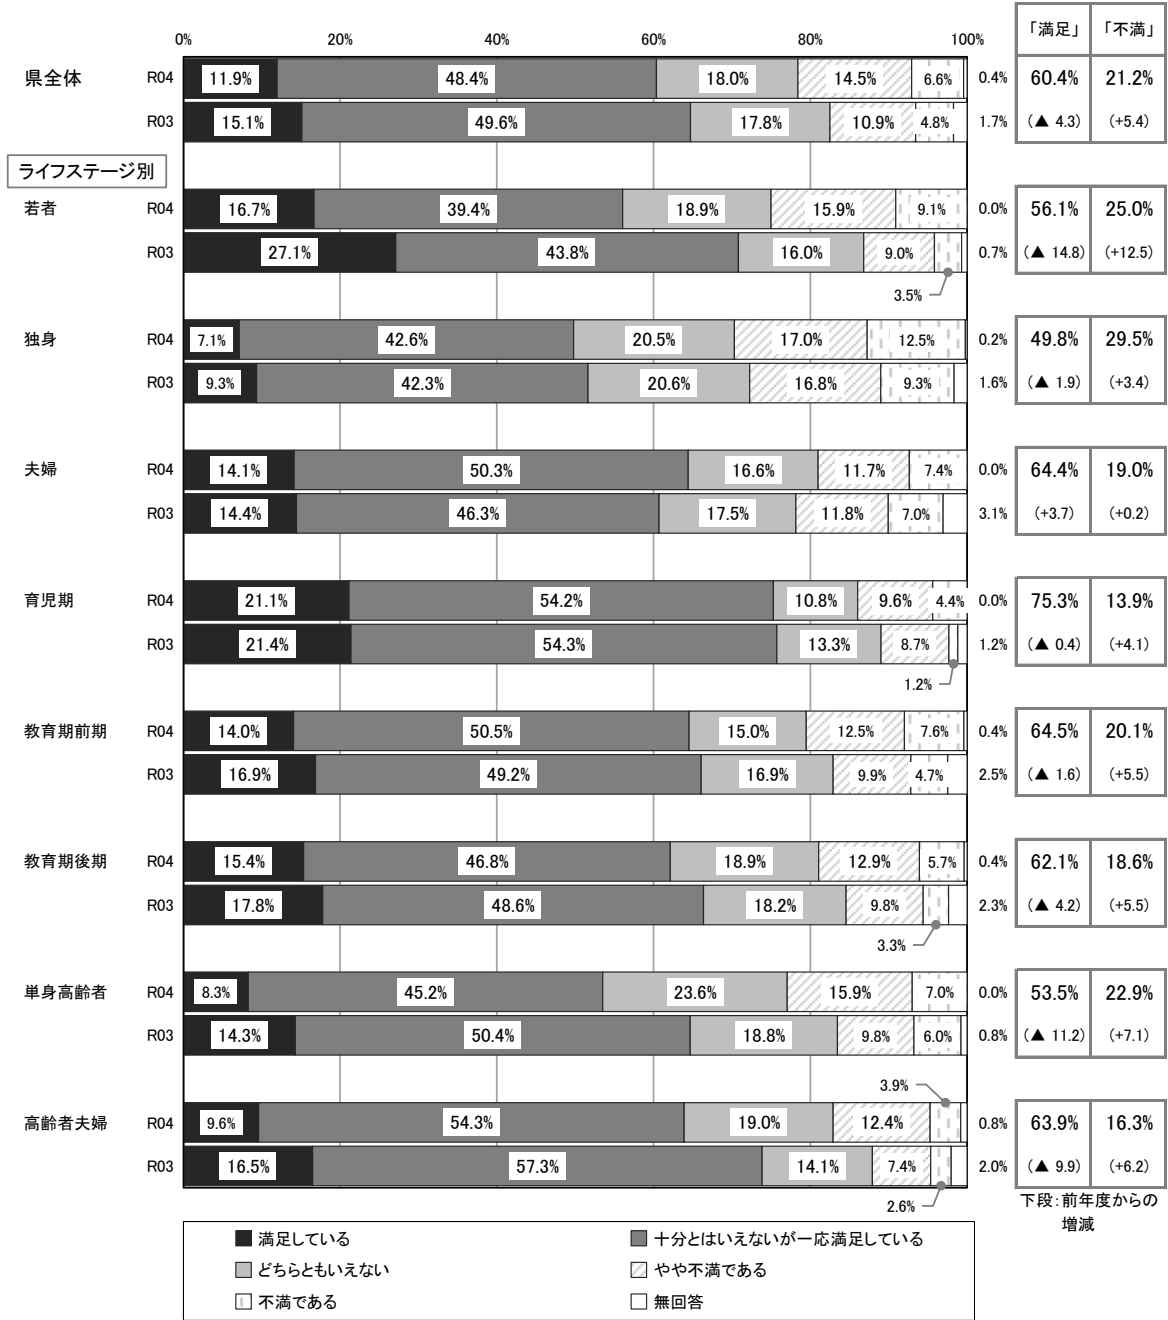 「満足」 「不満」
0% 20% 40% 60% 80% 100%
県全体 R04 11.9% 48.4% 18.0% 14.5% 6.6% 0.4% 60.4% 21.2%
R03 15.1% 49.6% 17.8% 10.9% 4.8% 1.7% (▲ 4.3) (+5.4)
ライフステージ別
若者 R04 16.7% 39.4% 18.9% 15.9% 9.1% 0.0% 56.1% 25.0%
R03 27.1% 43.8% 16.0% 9.0% 0.7% (▲ 14.8) (+12.5)
3.5%
独身 R04 7.1% 42.6% 20.5% 17.0% 12.5% 0.2% 49.8% 29.5%
R03 9.3% 42.3% 20.6% 16.8% 9.3% 1.6% (▲ 1.9) (+3.4)
夫婦 R04 14.1% 50.3% 16.6% 11.7% 7.4% 0.0% 64.4% 19.0%
R03 14.4% 46.3% 17.5% 11.8% 7.0% 3.1% (+3.7) (+0.2)
育児期 R04 21.1% 54.2% 10.8% 9.6% 4.4% 0.0% 75.3% 13.9%
R03 21.4% 54.3% 13.3% 8.7% 1.2% (▲ 0.4) (+4.1)
1.2%
教育期前期 R04 14.0% 50.5% 15.0% 12.5% 7.6% 0.4% 64.5% 20.1%
R03 16.9% 49.2% 16.9% 9.9% 4.7% 2.5% (▲ 1.6) (+5.5)
教育期後期 R04 15.4% 46.8% 18.9% 12.9% 5.7% 0.4% 62.1% 18.6%
R03 17.8% 48.6% 18.2% 9.8% 2.3% (▲ 4.2) (+5.5)
3.3%
単身高齢者 R04 8.3% 45.2% 23.6% 15.9% 7.0% 0.0% 53.5% 22.9%
R03 14.3% 50.4% 18.8% 9.8% 6.0% 0.8% (▲ 11.2) (+7.1)
3.9%
高齢者夫婦 R04 9.6% 54.3% 19.0% 12.4% 0.8% 63.9% 16.3%
R03 16.5% 57.3% 14.1% 7.4% 2.0% (▲ 9.9) (+6.2)
2.6%
下段：前年度からの
増減
満足している 十分とはいえないが一応満足している
どちらともいえない やや不満である
不満である 無回答